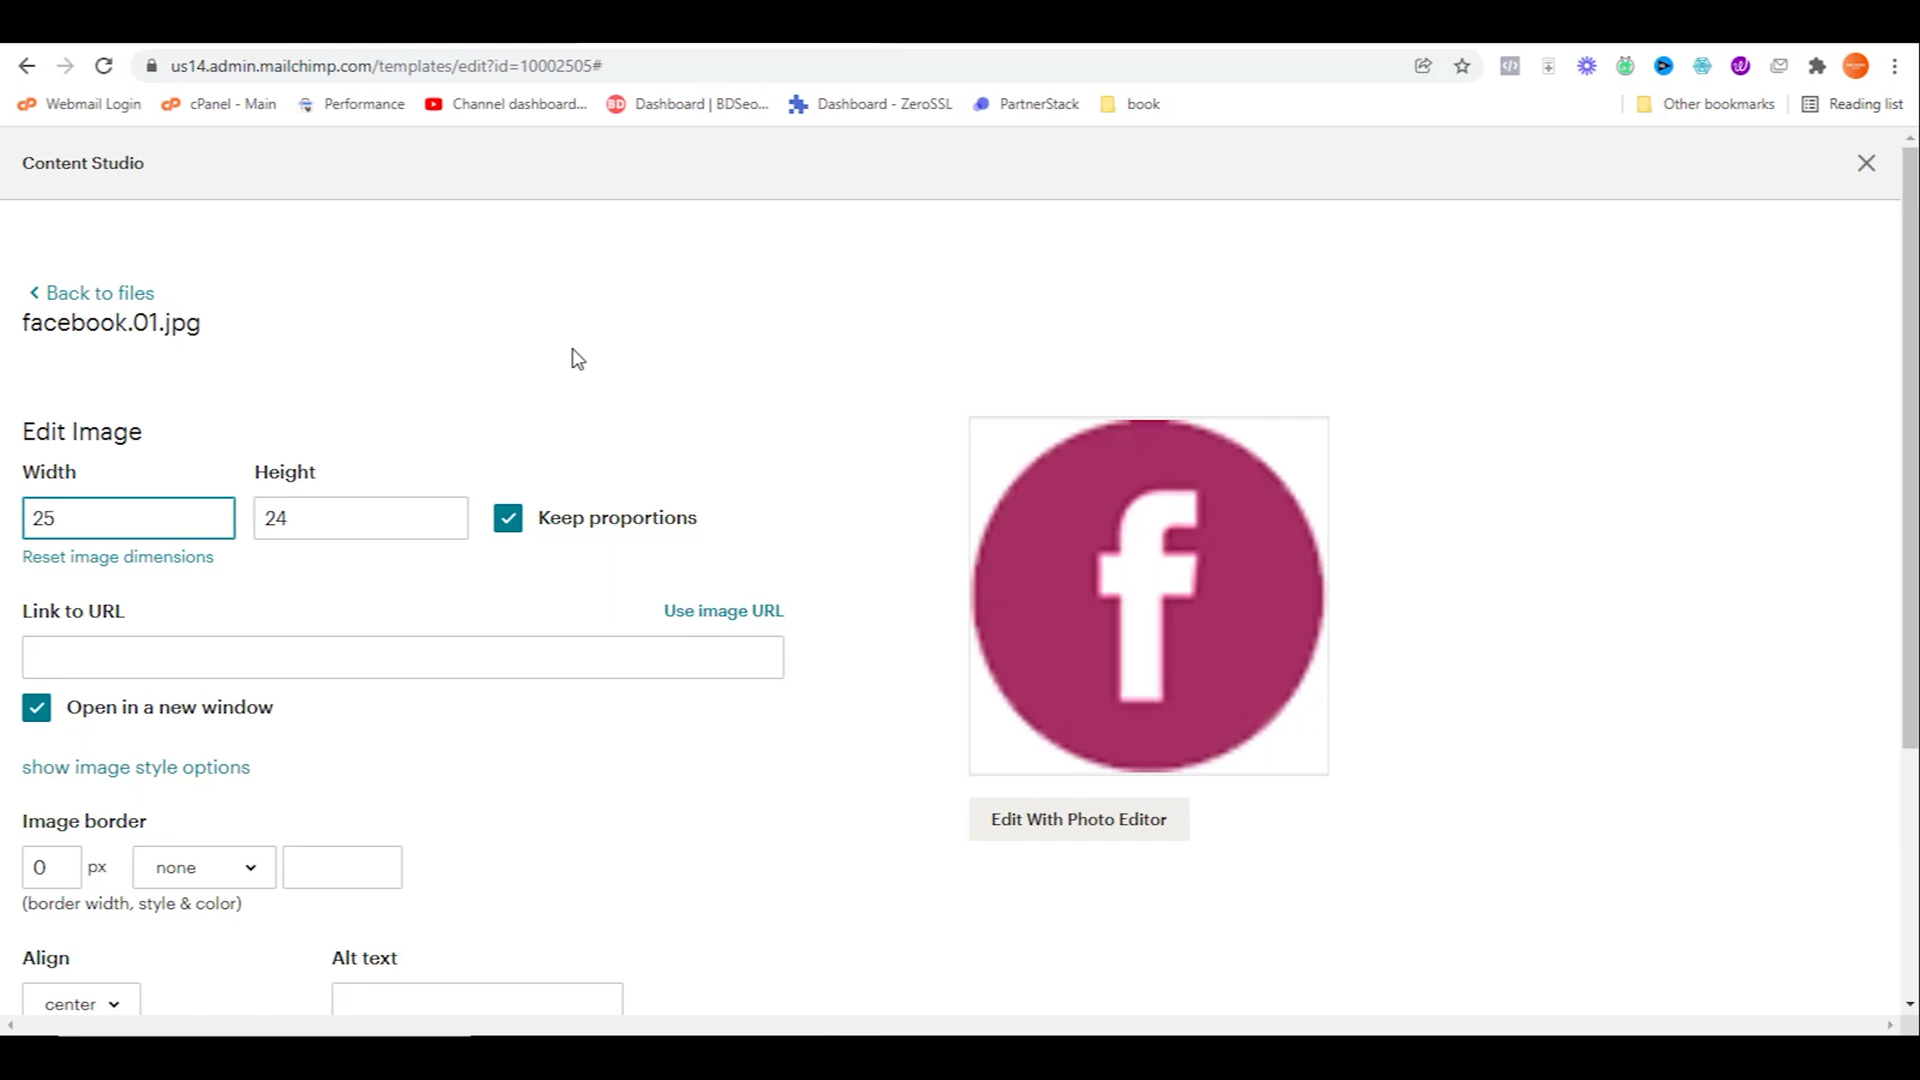 us14.admin.mailchimp.com/templates/edit?id=10002505#
Webmail Login cPanel - Main Performance Channel dashboard... BD Dashboard | BDSeo... Dashboard - ZeroSSL PartnerStack book Other bookmarks Reading list
Content Studio
Back to files
facebook.01.jpg
Edit Image
Width Height
25 24 Keep proportions
Reset image dimensions
Link to URL Use image URL
Open in a new window
show image style options
Edit With Photo Editor
Image border
0 px none
(border width, style & color)
Align Alt text
center